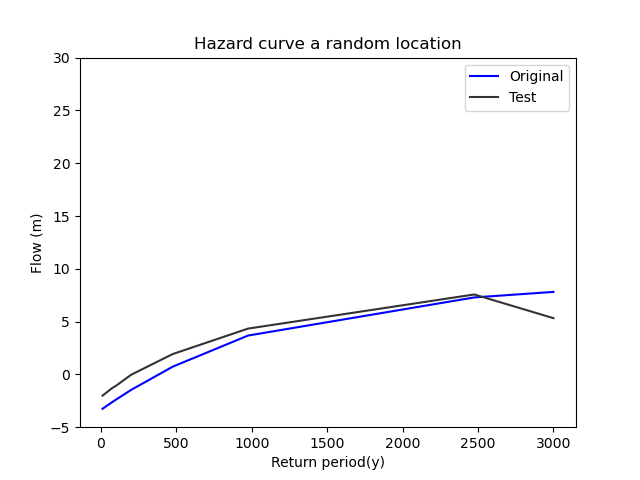 Hazard curve a random location
Original
Test
Flow (m)
30
25
20
15
10
5
0
−5
0 500 1000 1500 2000 2500 3000
Return period(y)